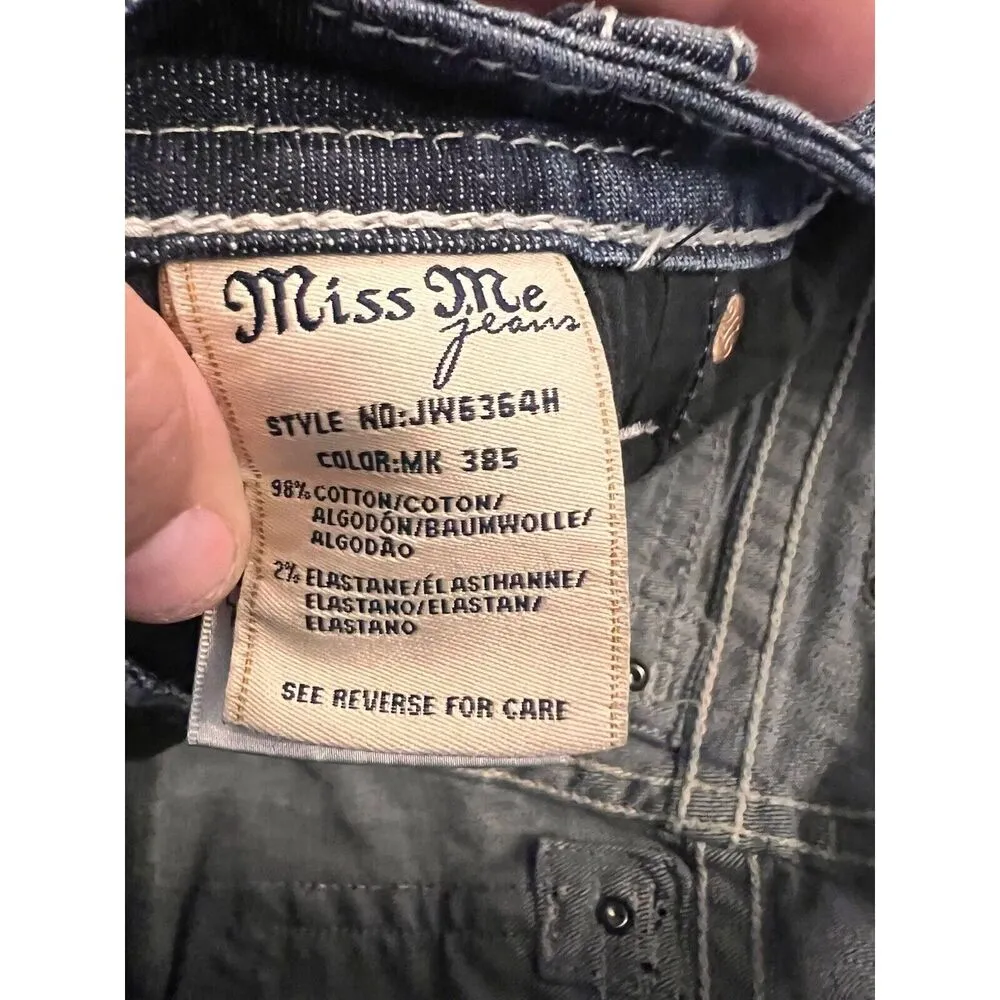 Miss Me
jeans
STYLE NO:JW6364H
COLOR:MK 385
98% COTTON/COTON/
ALGODÓN/BAUMWOLLE/
ALGODÃO
2% ELASTANE/ÉLASTHANNE/
ELASTANO/ELASTAN/
ELASTANO
SEE REVERSE FOR CARE